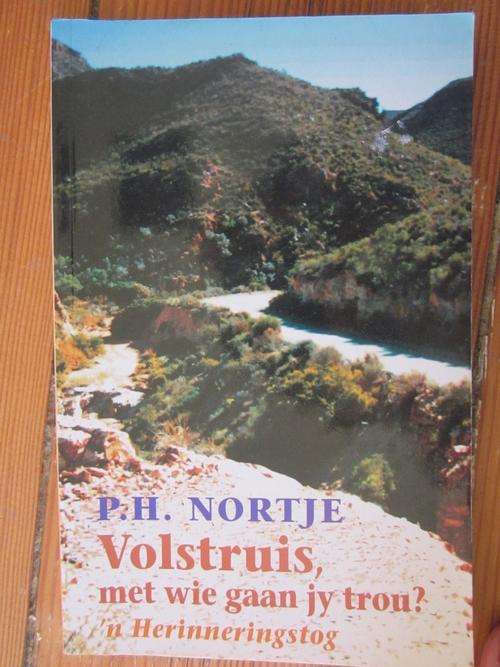 P.H. NORTJE
Volstruis,
met wie gaan jy trou?
'n Herinneringstog